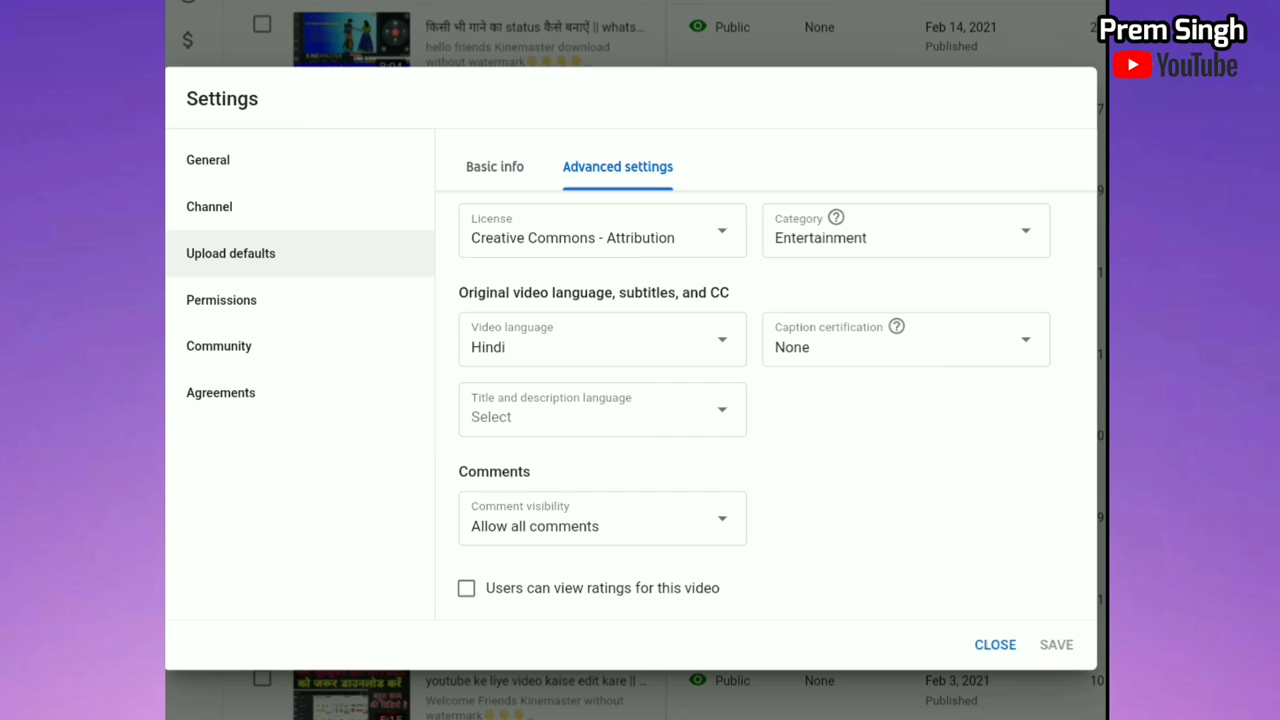 किसी भी गाने का status कैसे बनाऐं || whats...
Public
None
Feb 14, 2021
Prem Singh
hello friends Kinemaster download
Published
without watermark
YouTube
Settings
General
Channel
Upload defaults
Permissions
Community
Agreements
Basic info
Advanced settings
License
Creative Commons - Attribution
Category
Entertainment
Original video language, subtitles, and CC
Video language
Hindi
Caption certification
None
Title and description language
Select
Comments
Comment visibility
Allow all comments
Users can view ratings for this video
CLOSE
SAVE
को जरूर डाउनलोड करें
youtube ke liye video kaise edit kare || ...
Public
None
Feb 3, 2021
10
Welcome Friends Kinemaster without
Published
watermark